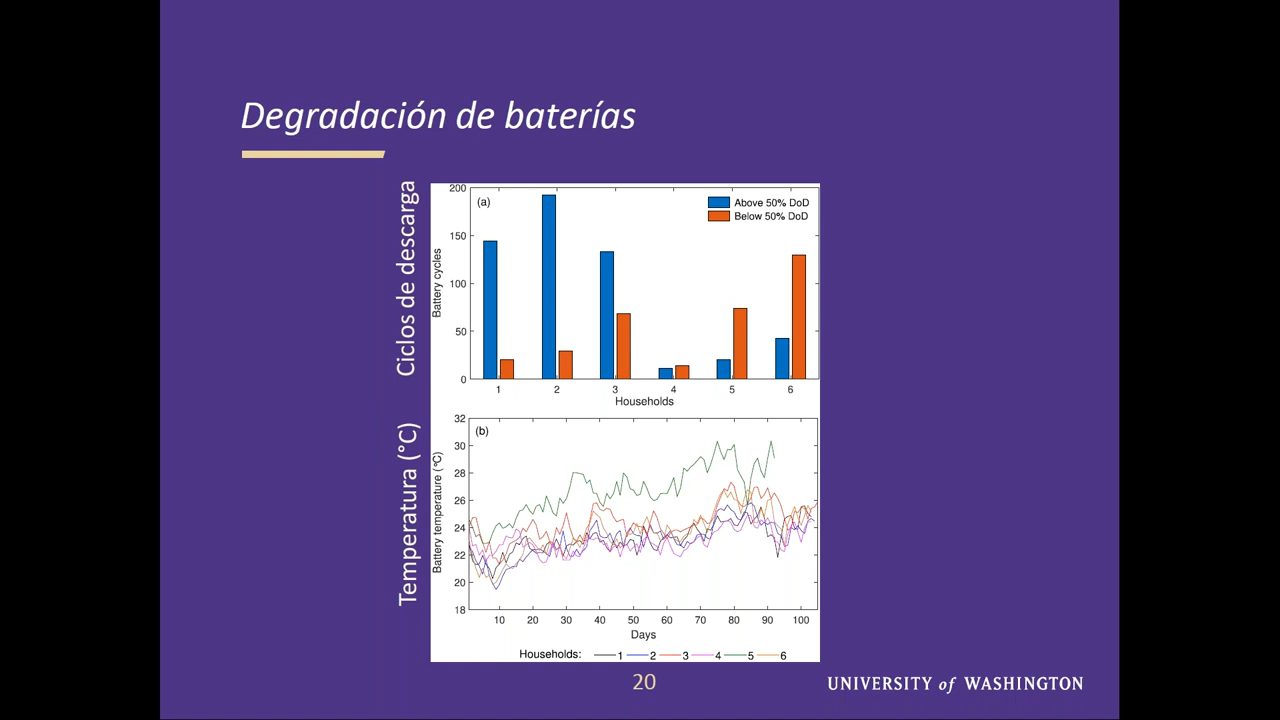 Degradación de baterías
Ciclos de descarga
(a)
Above 50% DoD
Below 50% DoD
Battery cycles
200
150
100
50
0
1 2 3 4 5 6
Households
Temperatura (°C)
(b)
Battery temperature (°C)
32
30
28
26
24
22
20
18
10 20 30 40 50 60 70 80 90 100
Days
Households: 1 2 3 4 5 6
20
UNIVERSITY of WASHINGTON